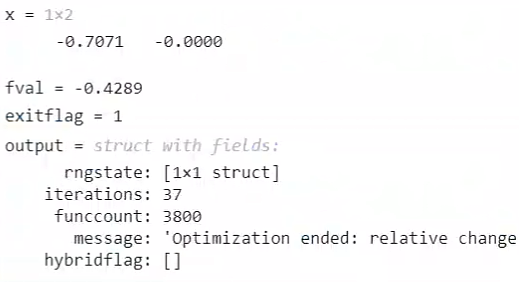 x = 1×2
-0.7071 -0.0000
fval = -0.4289
exitflag = 1
output = struct with fields:
rngstate: [1×1 struct]
iterations: 37
funccount: 3800
message: 'Optimization ended: relative change
hybridflag: []